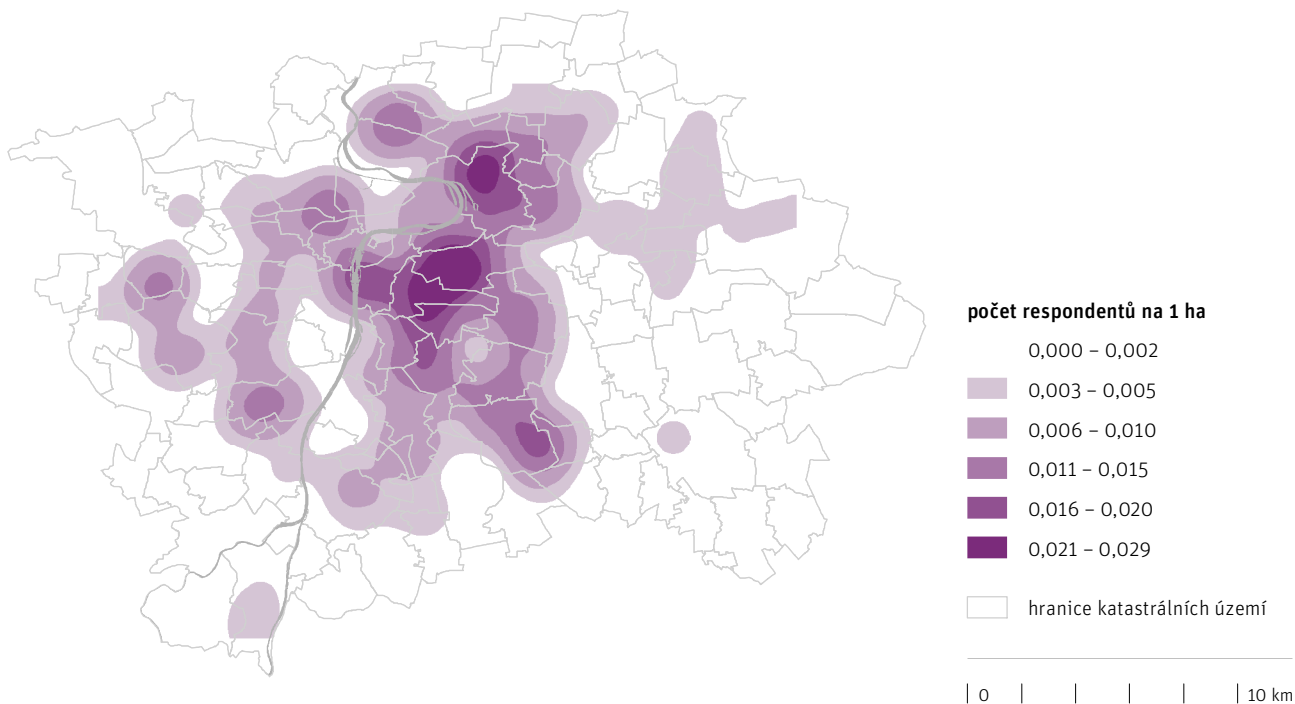 počet respondentů na 1 ha
0,000 – 0,002
0,003 – 0,005
0,006 – 0,010
0,011 – 0,015
0,016 – 0,020
0,021 – 0,029
hranice katastrálních území
0 10 km